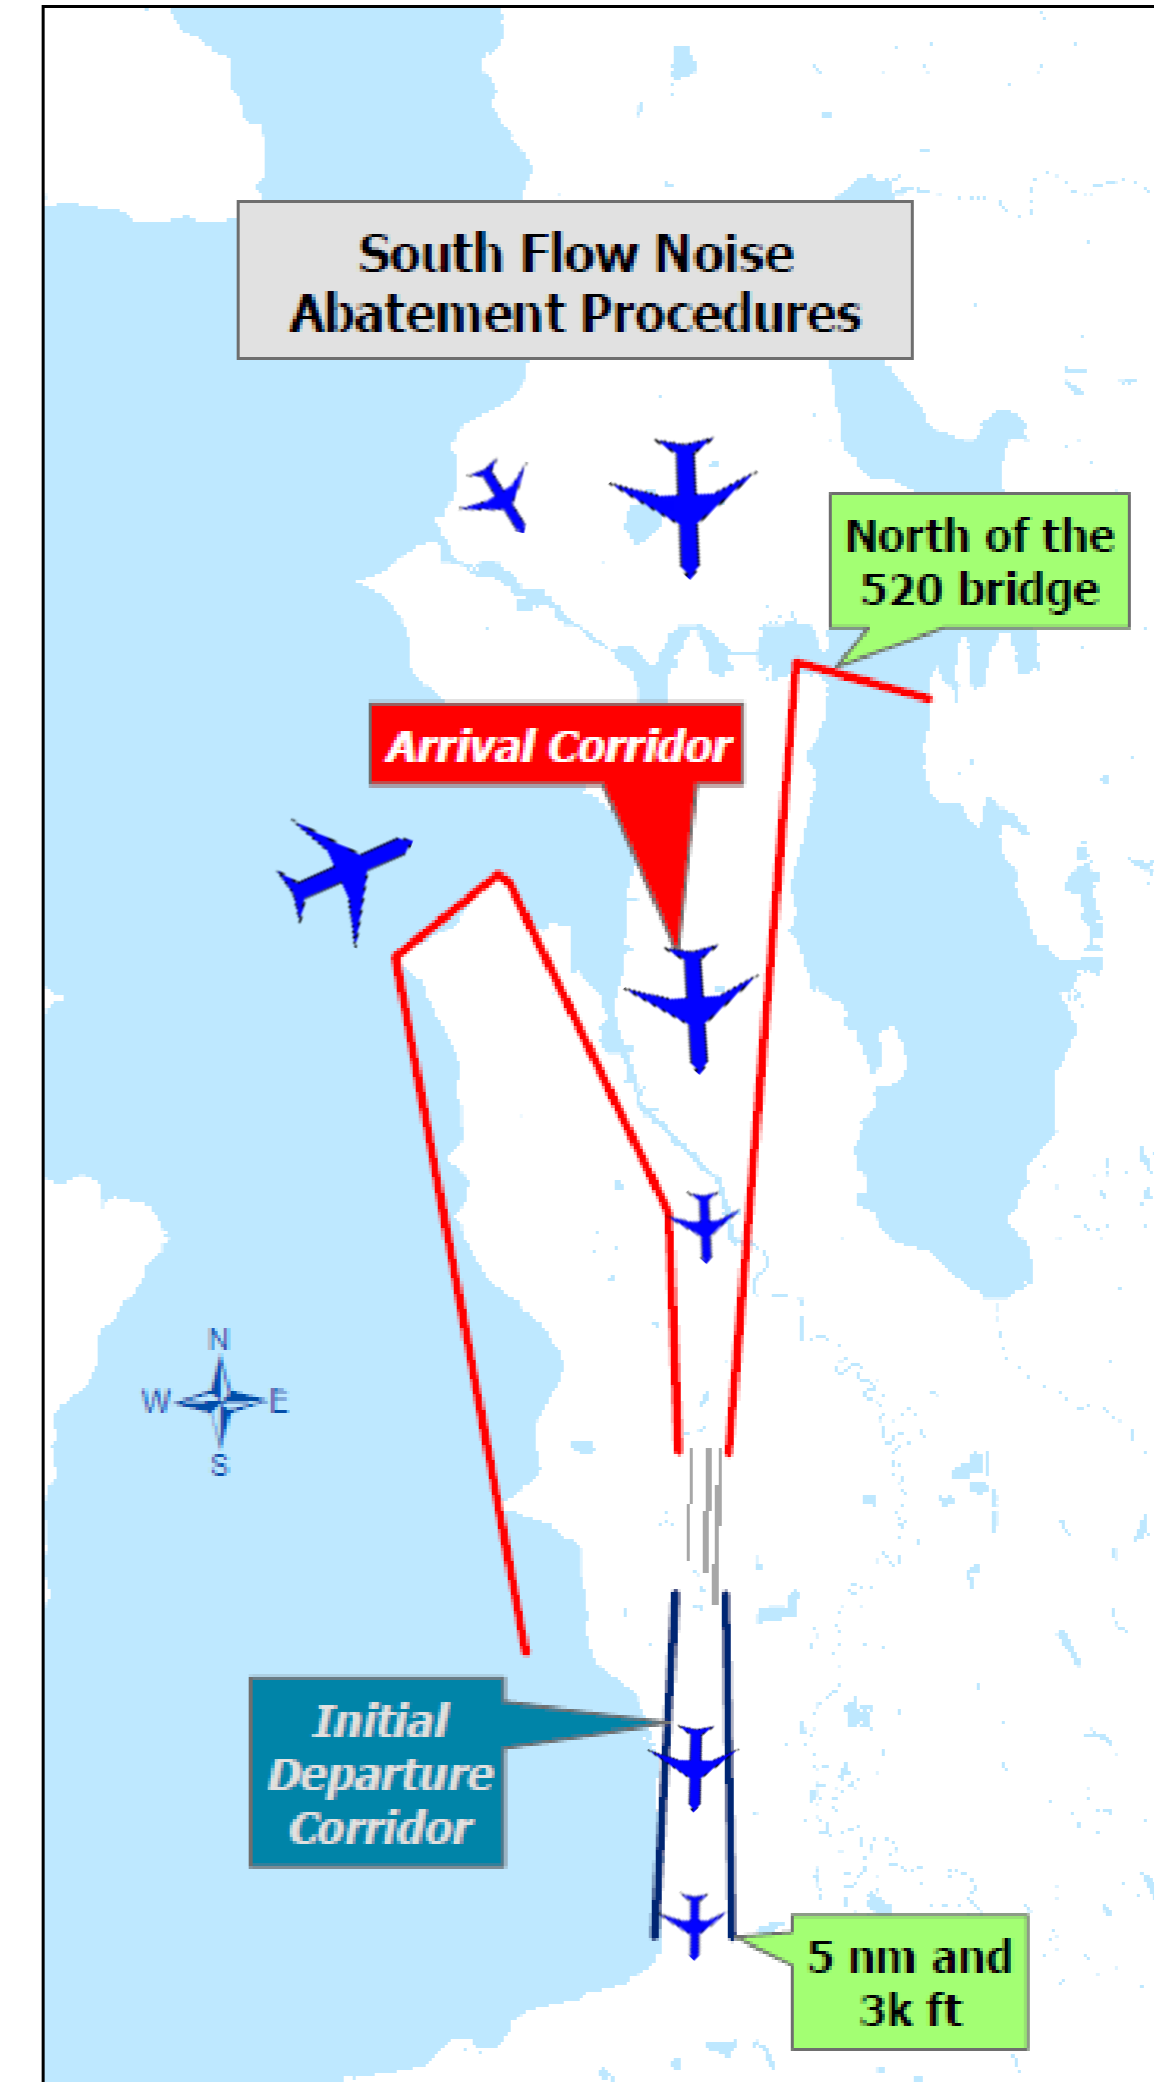 South Flow Noise
Abatement Procedures
North of the
520 bridge
Arrival Corridor
N
W E
S
Initial
Departure
Corridor
5 nm and
3k ft